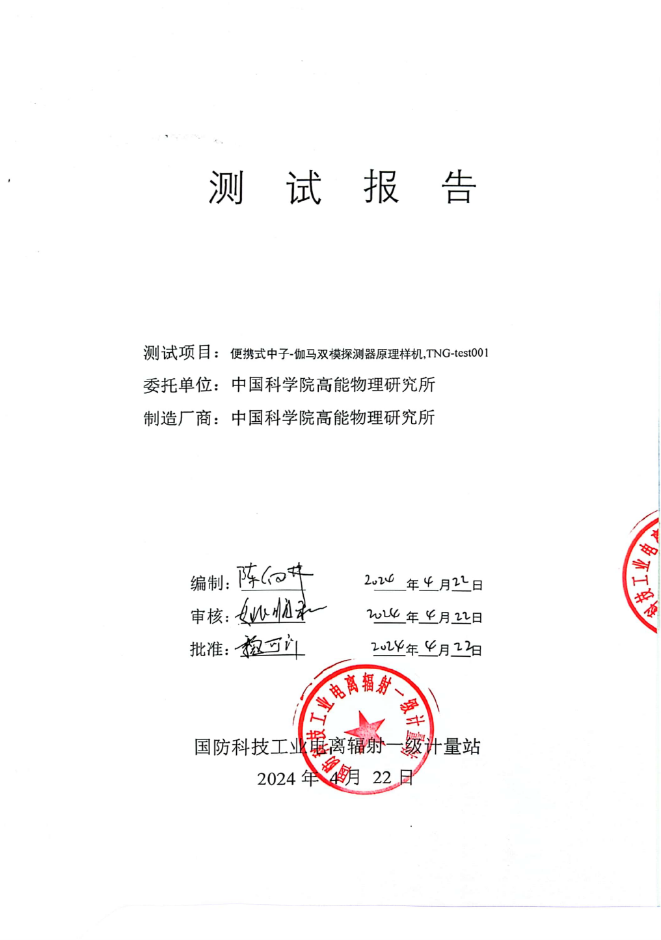 测 试 报 告
测试项目：便携式中子-伽马双模探测器原理样机,TNG-test001
委托单位：中国科学院高能物理研究所
制造厂商：中国科学院高能物理研究所
编制：陈 2024 年 4 月 22 日
审核： 2024 年 4 月 22 日
批准： 2024 年 4 月 22 日
国防科技工业电离辐射一级计量站
国防科技工业电离辐射一级计量站
2024 年 4 月 22 日
科技工业电